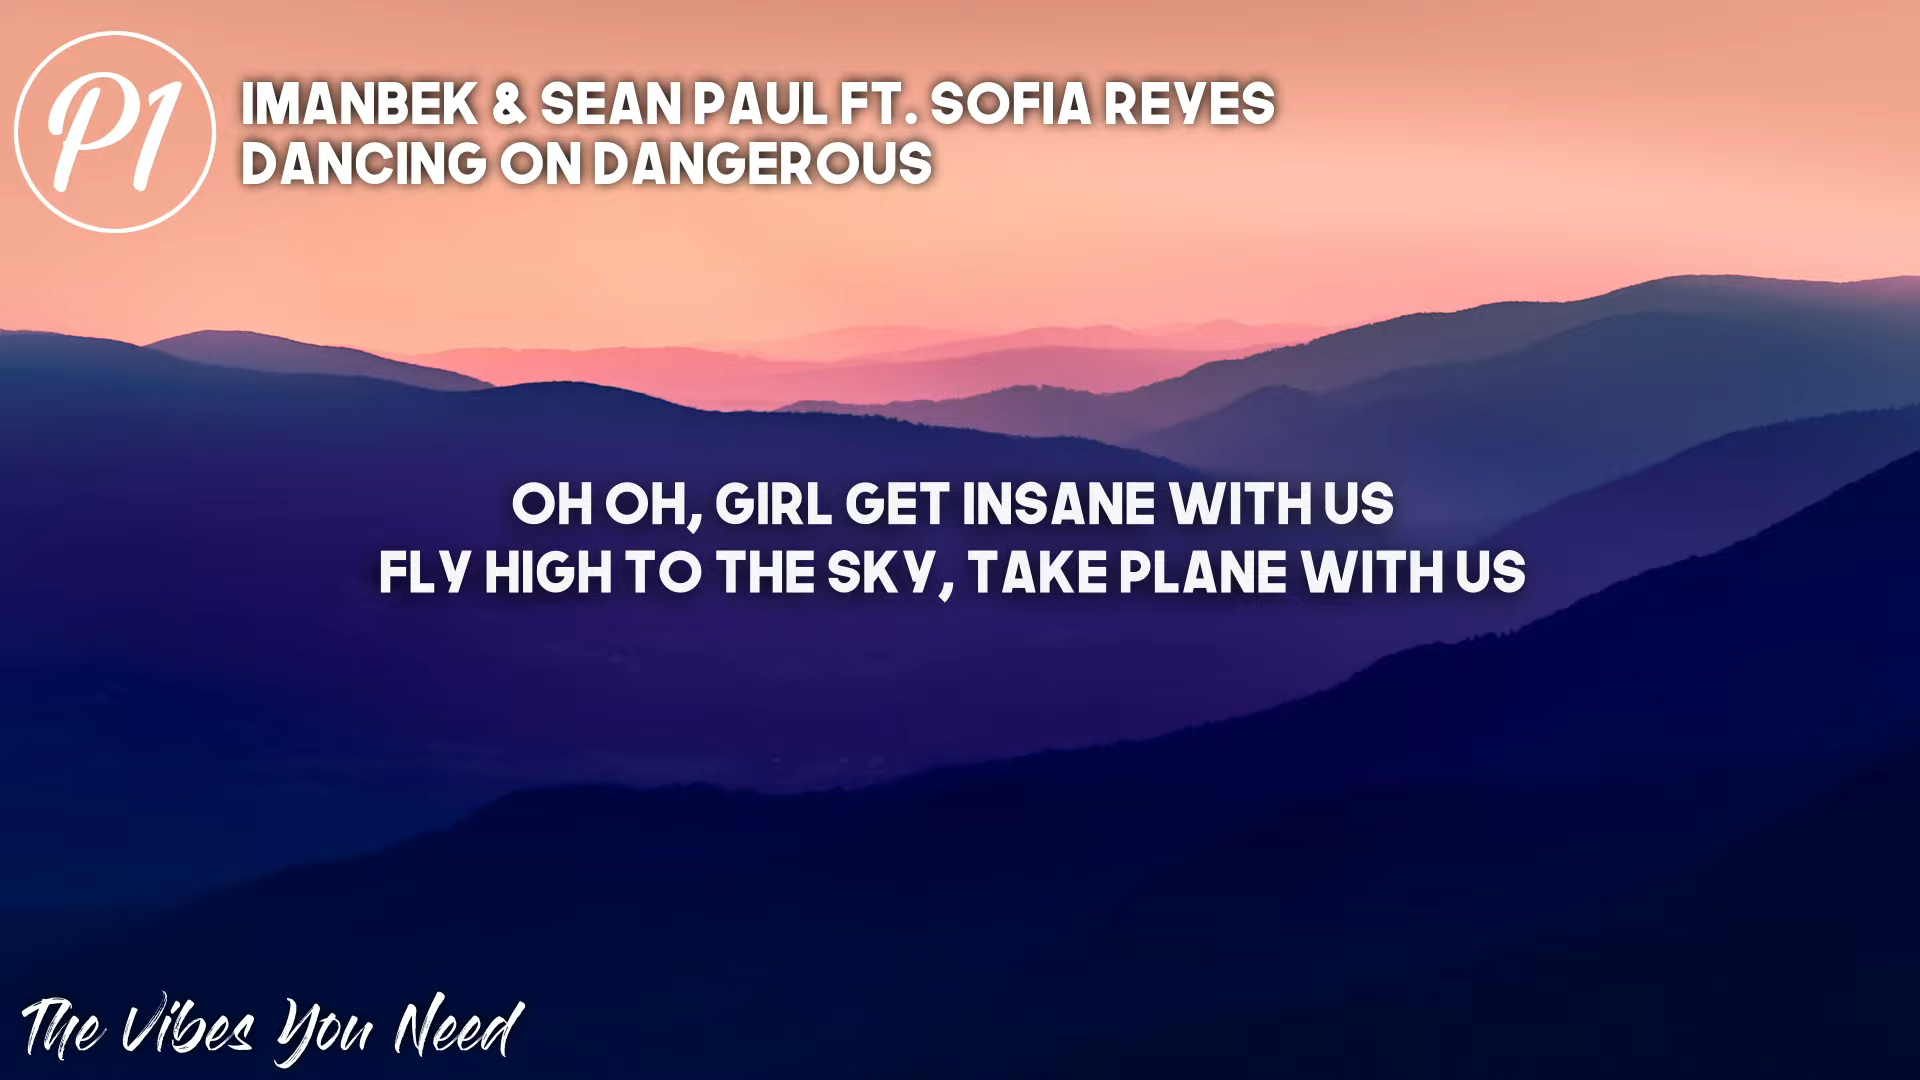 P1
IMANBEK & SEAN PAUL FT. SOFIA REYES
DANCING ON DANGEROUS
OH OH, GIRL GET INSANE WITH US
FLY HIGH TO THE SKY, TAKE PLANE WITH US
The Vibes You Need